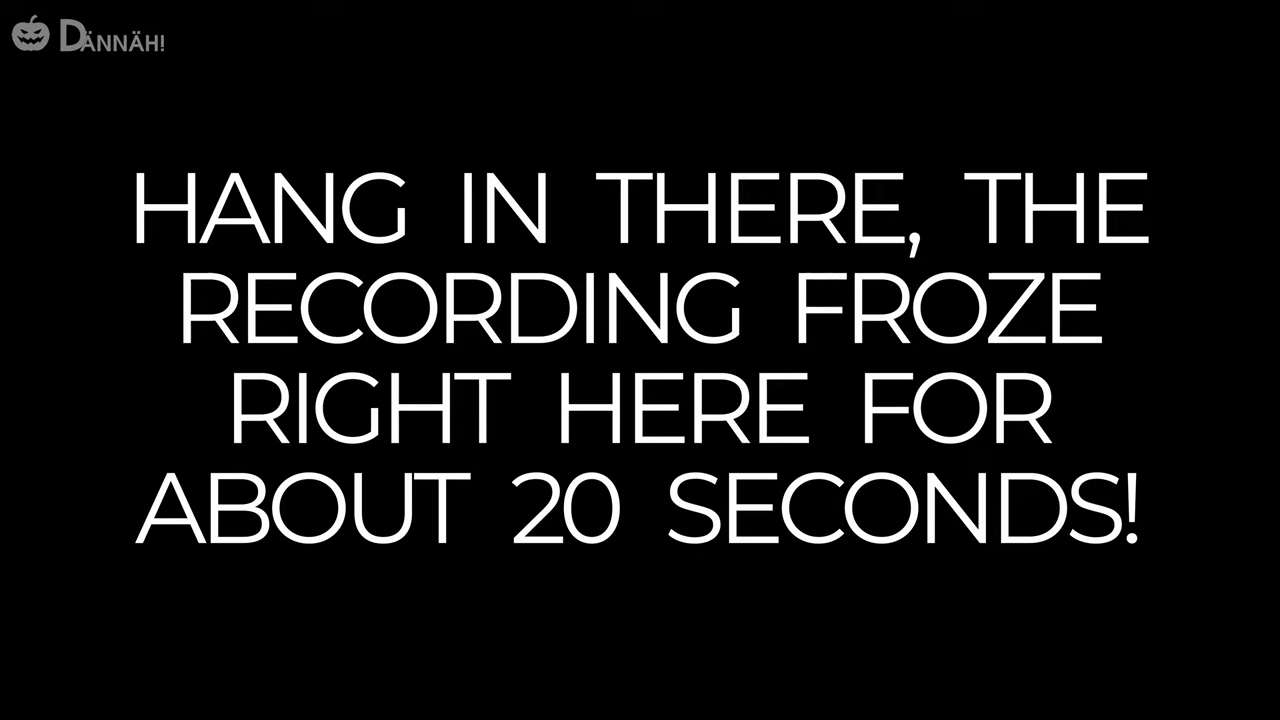 DÄNNÄH!
HANG IN THERE, THE
RECORDING FROZE
RIGHT HERE FOR
ABOUT 20 SECONDS!